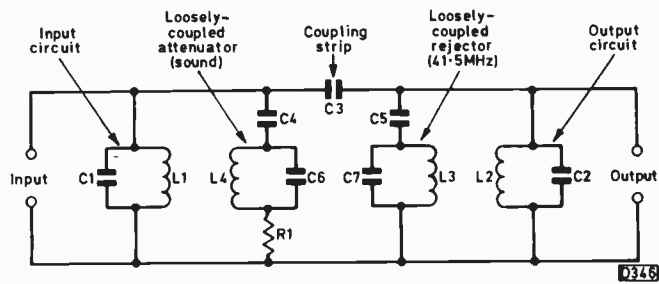 Input
circuit
Loosely-
coupled
attenuator
(sound)
Coupling
strip
Loosely-
coupled
rejector
(41·5MHz)
Output
circuit
C3
C4
C5
Input
C1
L1
L4
C6
C7
L3
L2
C2
Output
R1
D346